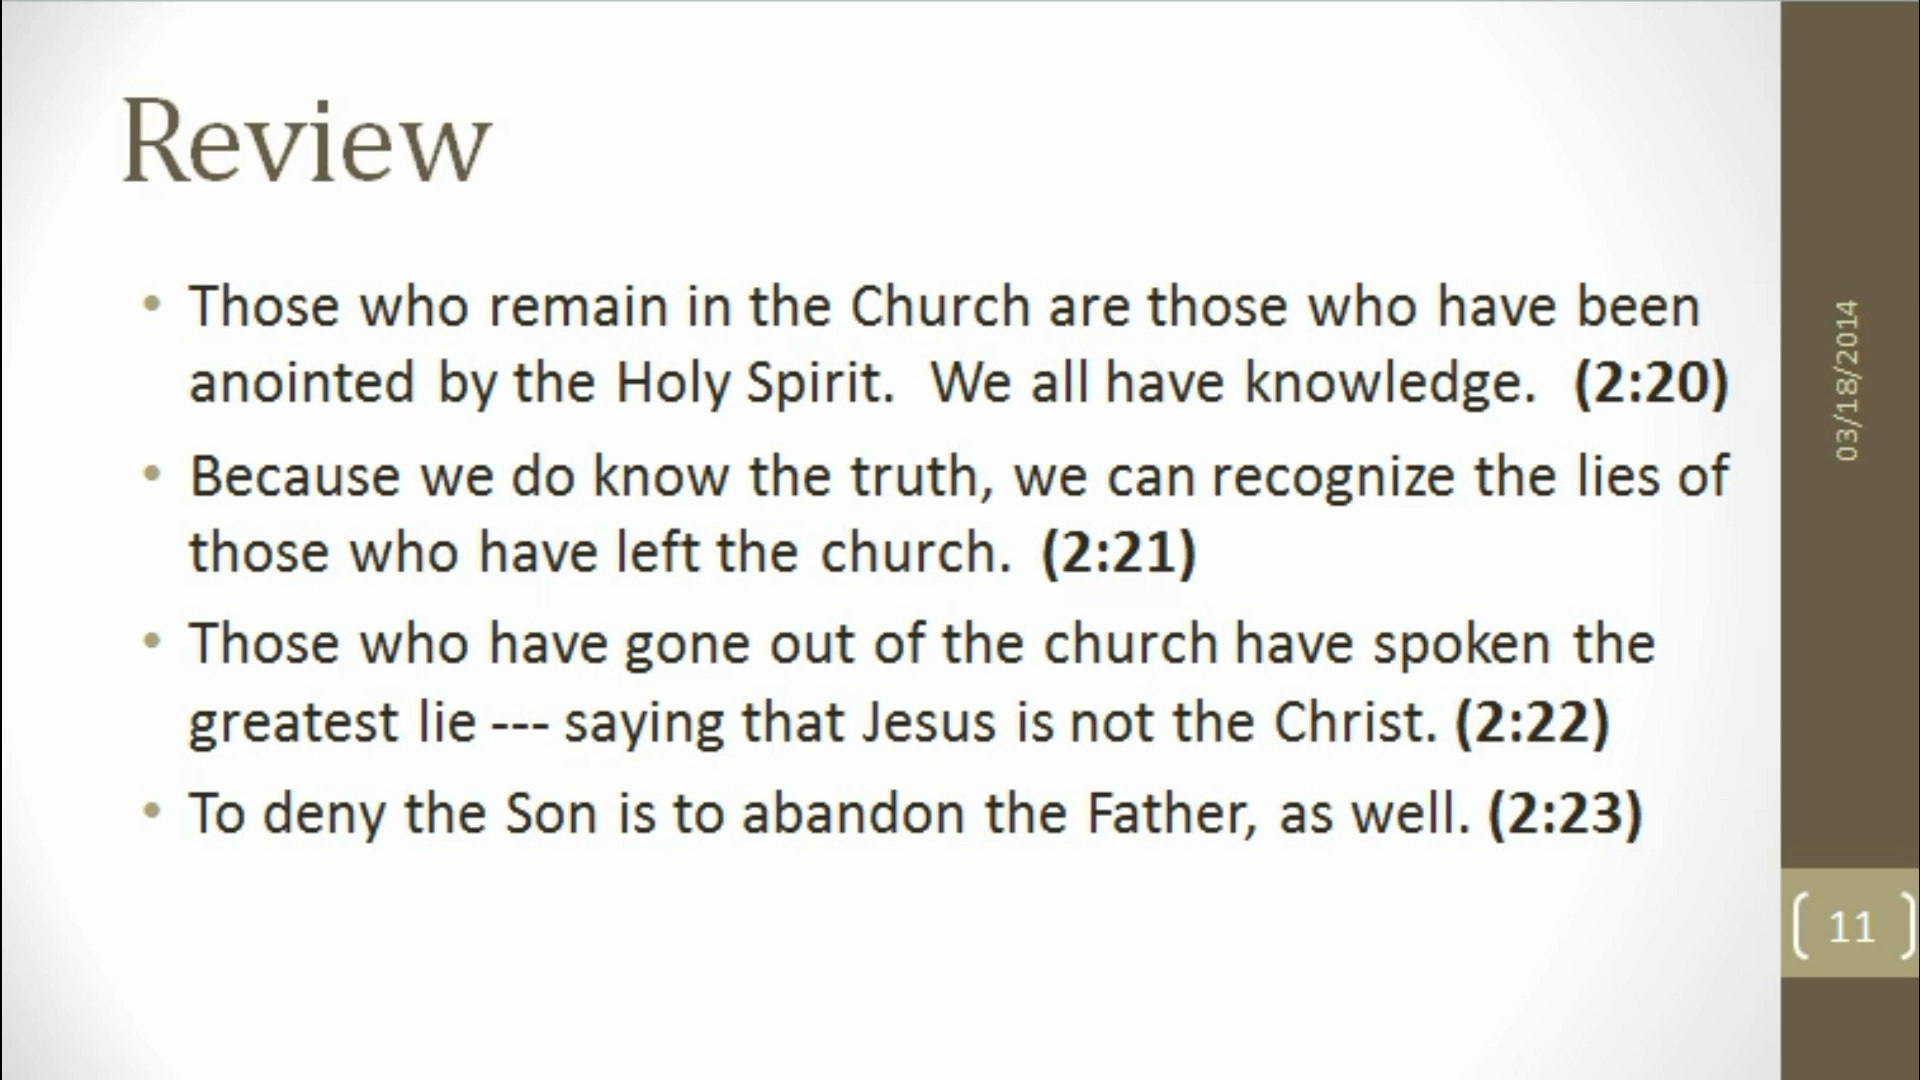 Review
• Those who remain in the Church are those who have been
anointed by the Holy Spirit.  We all have knowledge.  (2:20)
• Because we do know the truth, we can recognize the lies of
those who have left the church.  (2:21)
• Those who have gone out of the church have spoken the
greatest lie --- saying that Jesus is not the Christ. (2:22)
• To deny the Son is to abandon the Father, as well. (2:23)
03/18/2014
11